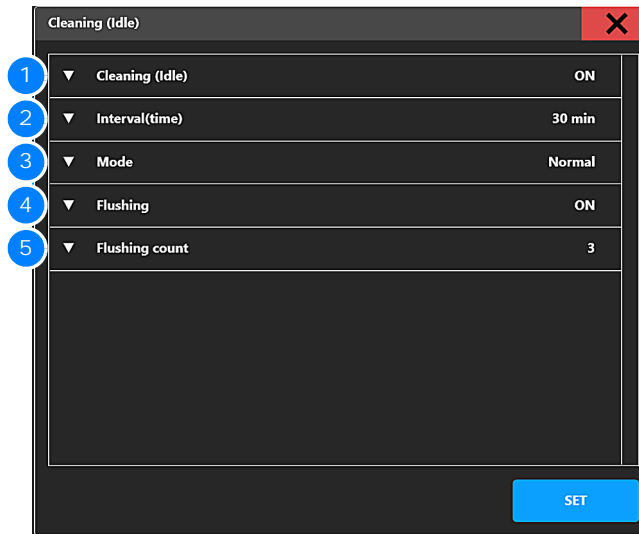 Cleaning (Idle)
1 ▼ Cleaning (Idle) ON
2 ▼ Interval(time) 30 min
3 ▼ Mode Normal
4 ▼ Flushing ON
5 ▼ Flushing count 3
SET